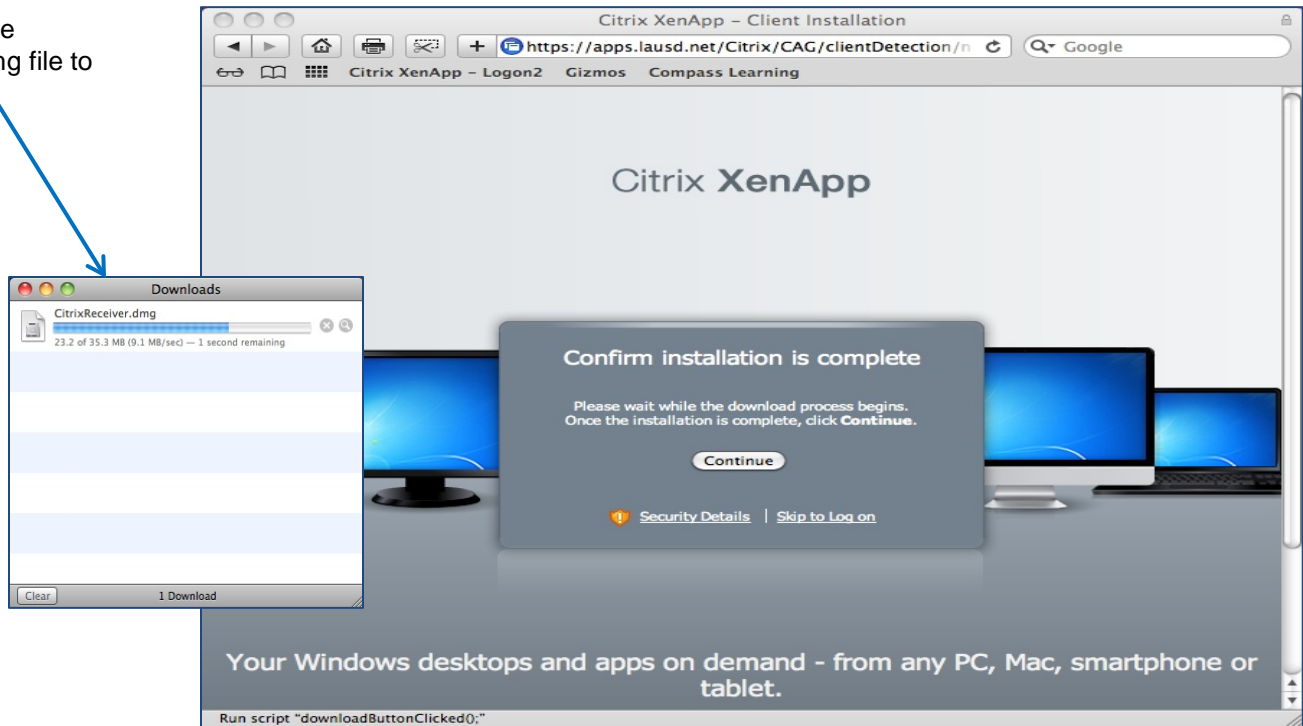 e
ng file to
Citrix XenApp – Client Installation
https://apps.lausd.net/Citrix/CAG/clientDetection/n
Google
Citrix XenApp – Logon2 Gizmos Compass Learning
Citrix XenApp
Downloads
CitrixReceiver.dmg
23.2 of 35.3 MB (9.1 MB/sec) — 1 second remaining
Clear
1 Download
Confirm installation is complete
Please wait while the download process begins.
Once the installation is complete, click Continue.
Continue
Security Details | Skip to Log on
Your Windows desktops and apps on demand - from any PC, Mac, smartphone or
tablet.
Run script "downloadButtonClicked();"